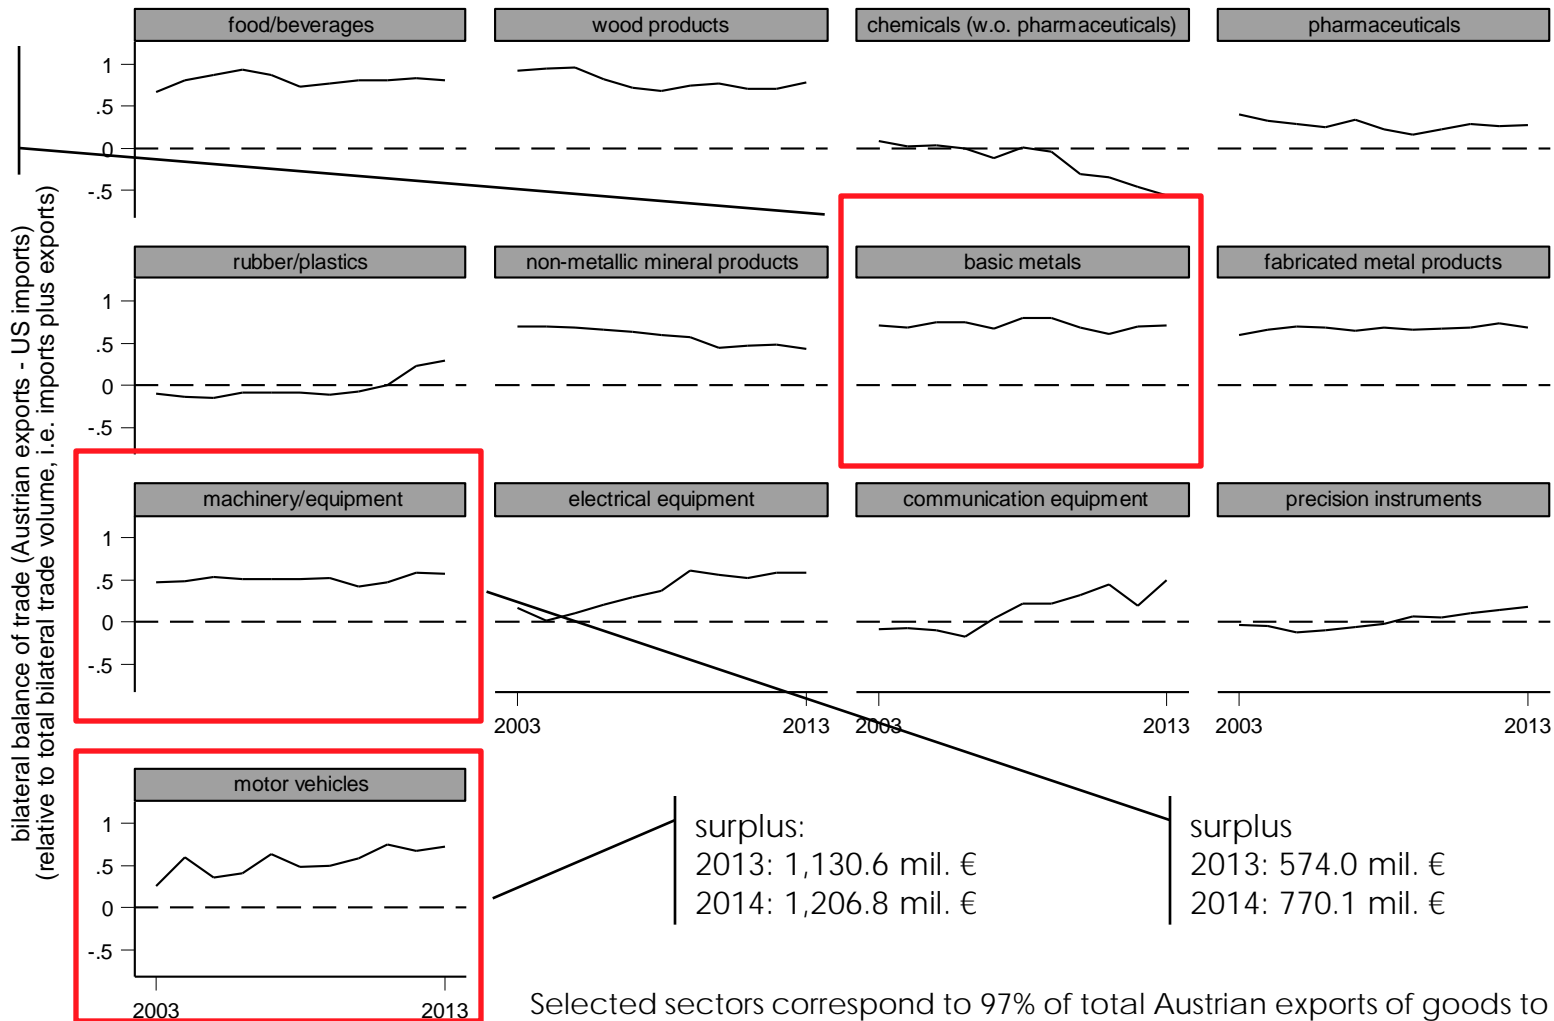 food/beverages
wood products
chemicals (w.o. pharmaceuticals)
pharmaceuticals
1
.5
0
-.5
rubber/plastics
non-metallic mineral products
basic metals
fabricated metal products
1
.5
0
-.5
machinery/equipment
electrical equipment
communication equipment
precision instruments
1
.5
0
-.5
2003
2013
2003
2013
2003
2013
motor vehicles
1
.5
0
-.5
2003
2013
bilateral balance of trade (Austrian exports - US imports)
(relative to total bilateral trade volume, i.e. imports plus exports)
surplus:
2013: 1,130.6 mil. €
2014: 1,206.8 mil. €
surplus
2013: 574.0 mil. €
2014: 770.1 mil. €
Selected sectors correspond to 97% of total Austrian exports of goods to